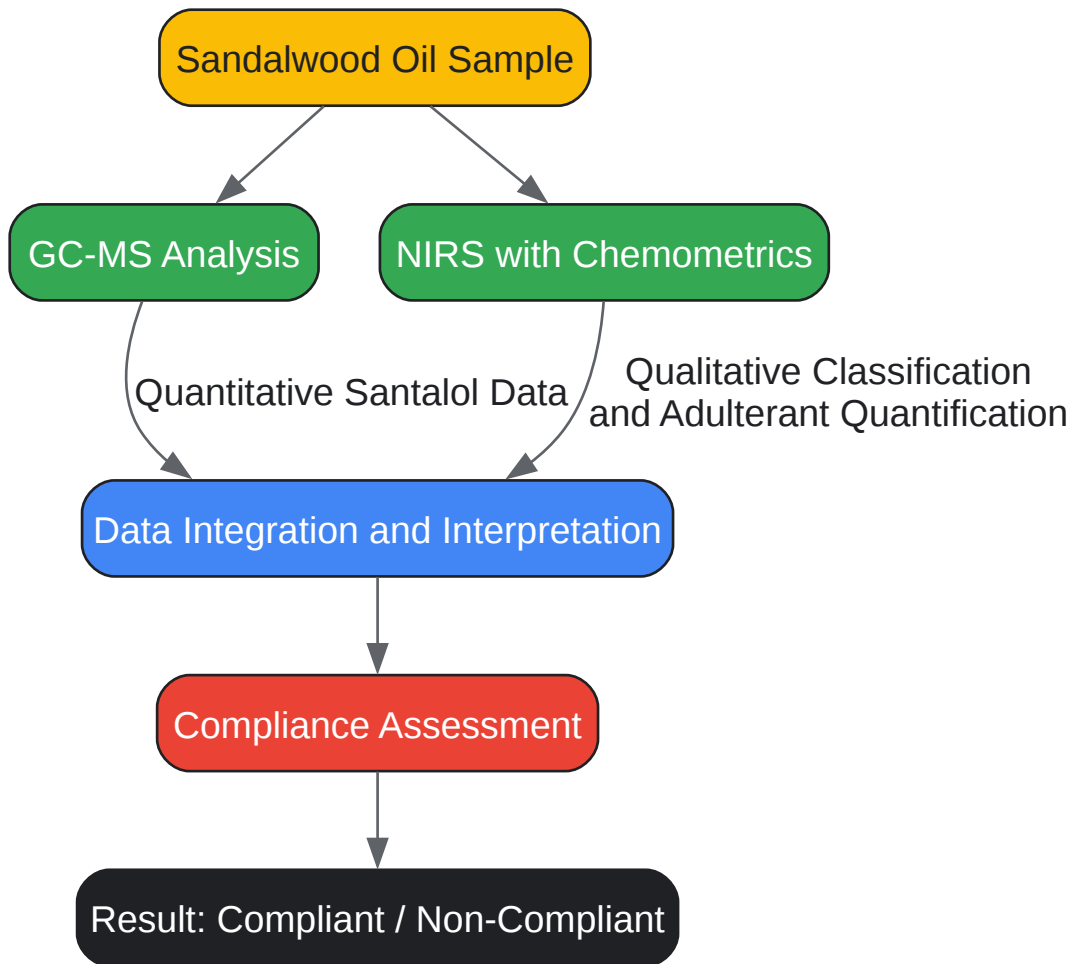 Sandalwood Oil Sample
GC-MS Analysis
NIRS with Chemometrics
Quantitative Santalol Data
Qualitative Classification
and Adulterant Quantification
Data Integration and Interpretation
Compliance Assessment
Result: Compliant / Non-Compliant